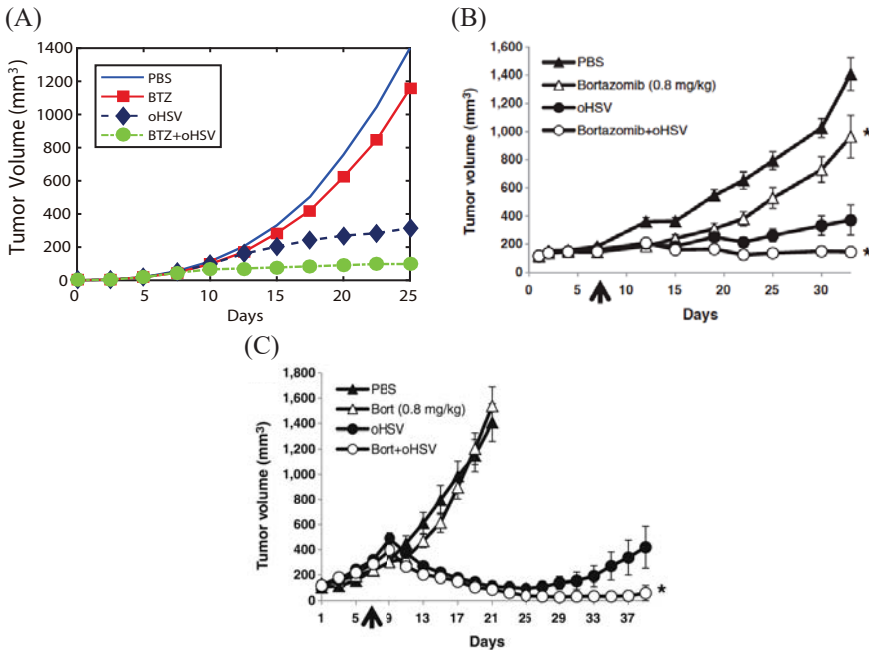 (A)
Tumor Volume (mm³)
1400
1200
1000
800
600
400
200
0
PBS
BTZ
oHSV
BTZ+oHSV
0
5
10
15
20
25
Days
(B)
Tumor volume (mm³)
1,600
1,400
1,200
1,000
800
600
400
200
0
PBS
Bortazomib (0.8 mg/kg)
oHSV
Bortazomib+oHSV
*
*
0
5
10
15
20
25
30
Days
(C)
Tumor volume (mm³)
1,800
1,600
1,400
1,200
1,000
800
600
400
200
0
PBS
Bort (0.8 mg/kg)
oHSV
Bort+oHSV
*
1
5
9
13
17
21
25
29
33
37
Days